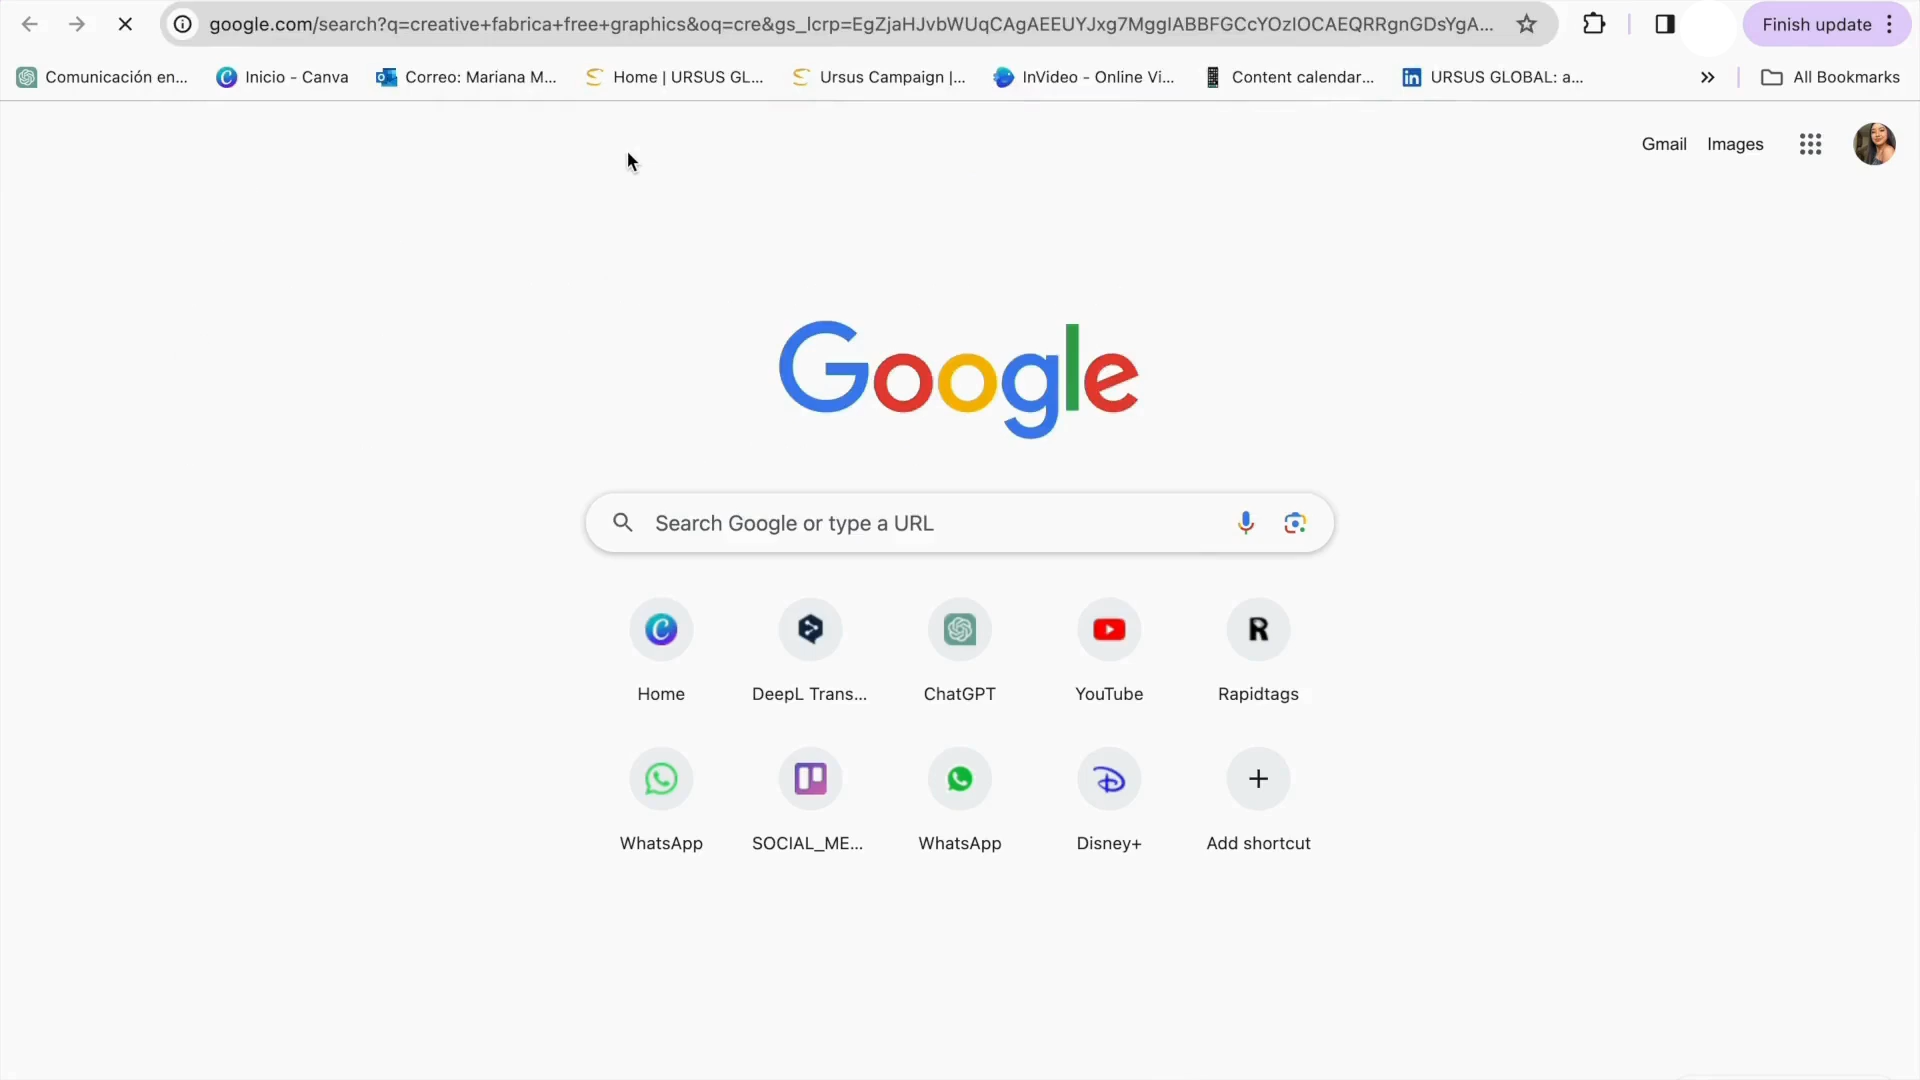 google.com/search?q=creative+fabrica+free+graphics&oq=cre&gs_lcrp=EgZjaHJvbWUqCAgAEEUYJxg7MggIABBFGCcYOzIOCAEQRRgnGDsYgA...
Finish update
Comunicación en...
Inicio - Canva
Correo: Mariana M...
Home | URSUS GL...
Ursus Campaign |...
InVideo - Online Vi...
Content calendar...
URSUS GLOBAL: a...
All Bookmarks
Gmail
Images
Google
Search Google or type a URL
Home
DeepL Trans...
ChatGPT
YouTube
Rapidtags
WhatsApp
SOCIAL_ME...
WhatsApp
Disney+
Add shortcut